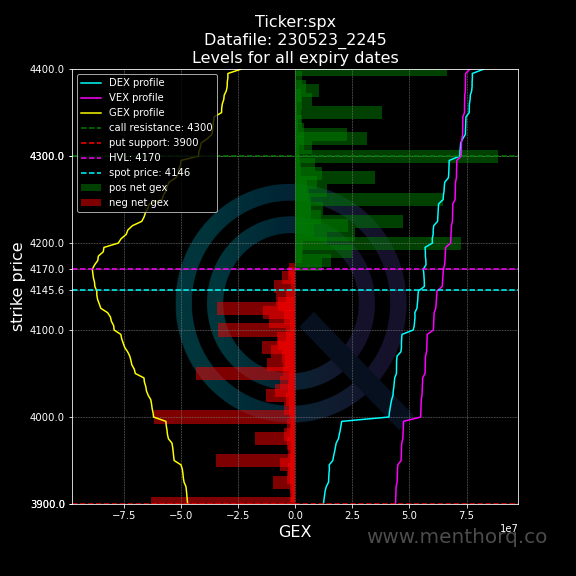 Ticker:spx
Datafile: 230523_2245
Levels for all expiry dates
DEX profile
VEX profile
GEX profile
call resistance: 4300
put support: 3900
HVL: 4170
spot price: 4146
pos net gex
neg net gex
strike price
4400.0
4300.0
4200.0
4170.0
4145.6
4100.0
4000.0
3900.0
−7.5 −5.0 −2.5 0.0 2.5 5.0 7.5
1e7
GEX
www.menthorq.co